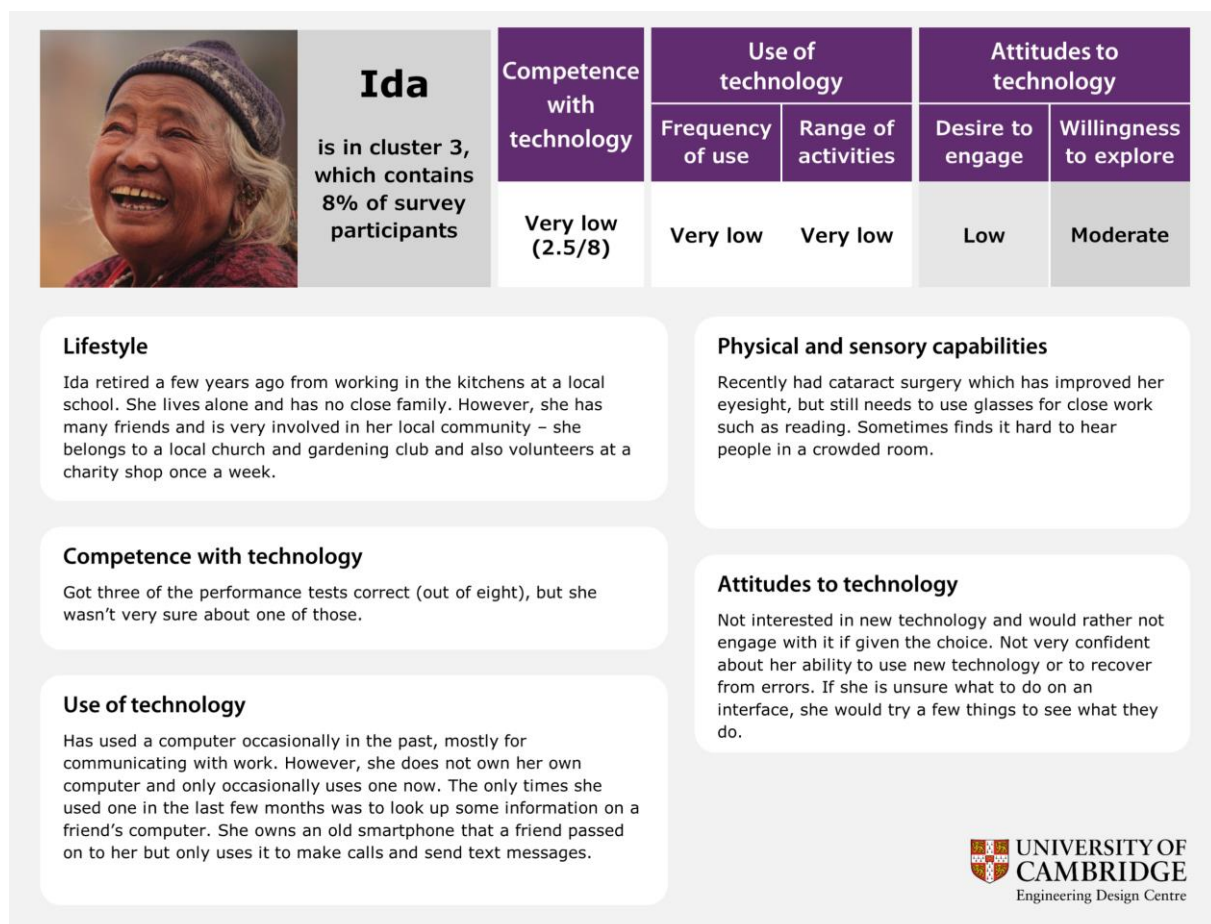 Ida
is in cluster 3,
which contains
8% of survey
participants
Competence
with
technology
Very low
(2.5/8)
Use of
technology
Frequency
of use
Range of
activities
Very low
Very low
Attitudes to
technology
Desire to
engage
Willingness
to explore
Low
Moderate
Lifestyle
Ida retired a few years ago from working in the kitchens at a local
school. She lives alone and has no close family. However, she has
many friends and is very involved in her local community – she
belongs to a local church and gardening club and also volunteers at a
charity shop once a week.
Competence with technology
Got three of the performance tests correct (out of eight), but she
wasn’t very sure about one of those.
Use of technology
Has used a computer occasionally in the past, mostly for
communicating with work. However, she does not own her own
computer and only occasionally uses one now. The only times she
used one in the last few months was to look up some information on a
friend’s computer. She owns an old smartphone that a friend passed
on to her but only uses it to make calls and send text messages.
Physical and sensory capabilities
Recently had cataract surgery which has improved her
eyesight, but still needs to use glasses for close work
such as reading. Sometimes finds it hard to hear
people in a crowded room.
Attitudes to technology
Not interested in new technology and would rather not
engage with it if given the choice. Not very confident
about her ability to use new technology or to recover
from errors. If she is unsure what to do on an
interface, she would try a few things to see what they
do.
UNIVERSITY OF
CAMBRIDGE
Engineering Design Centre